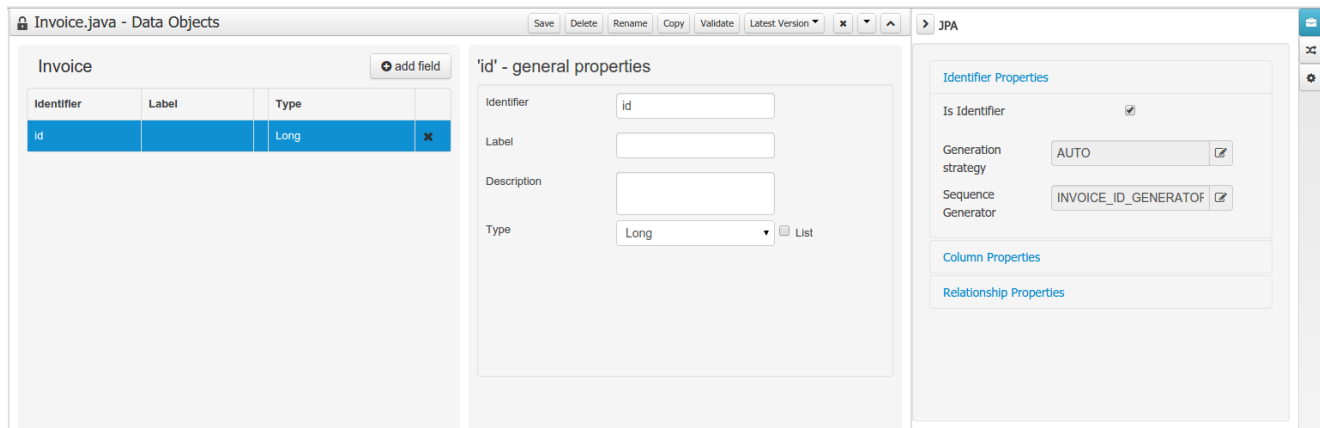 Invoice.java - Data Objects
Save Delete Rename Copy Validate Latest Version
Invoice
add field
Identifier Label Type
id Long
'id' - general properties
Identifier id
Label
Description
Type Long List
JPA
Identifier Properties
Is Identifier
Generation strategy AUTO
Sequence Generator INVOICE_ID_GENERATOR
Column Properties
Relationship Properties